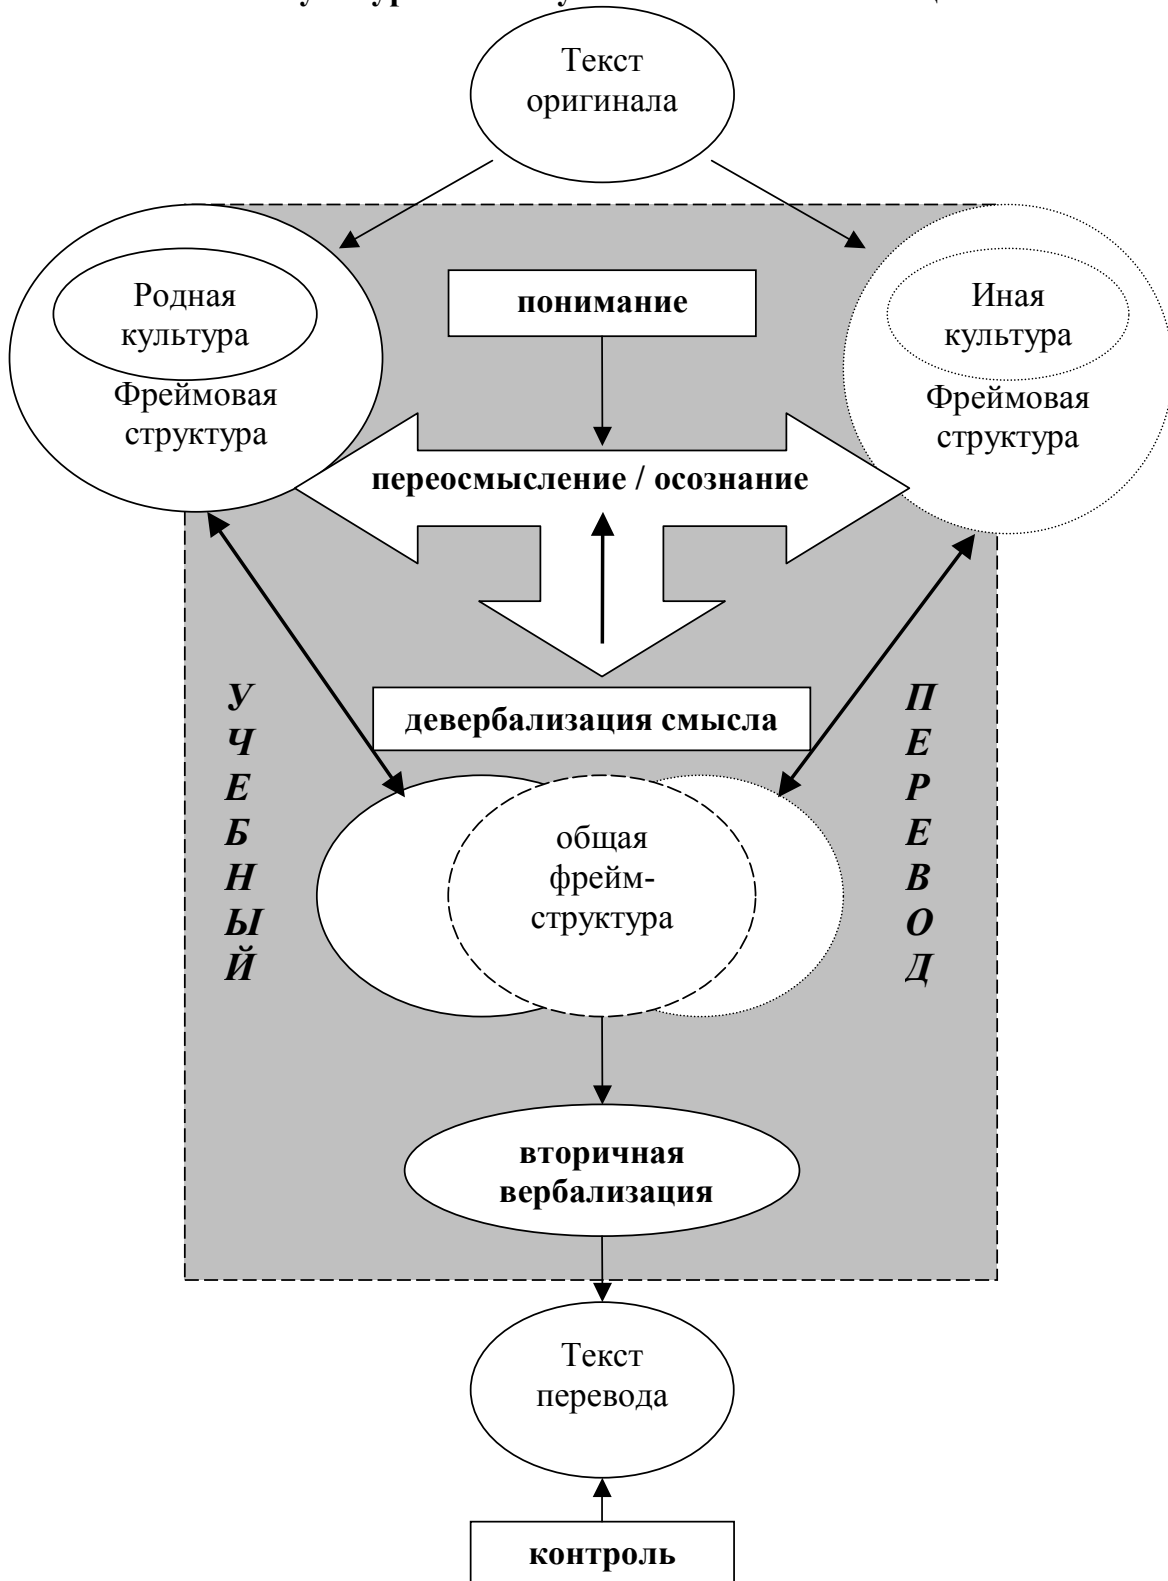 Текст
оригинала
Родная
культура
Фреймовая
структура
понимание
Иная
культура
Фреймовая
структура
переосмысление / осознание
девербализация смысла
У
Ч
Е
Б
Н
Ы
Й
П
Е
Р
Е
В
О
Д
общая
фрейм-
структура
вторичная
вербализация
Текст
перевода
контроль